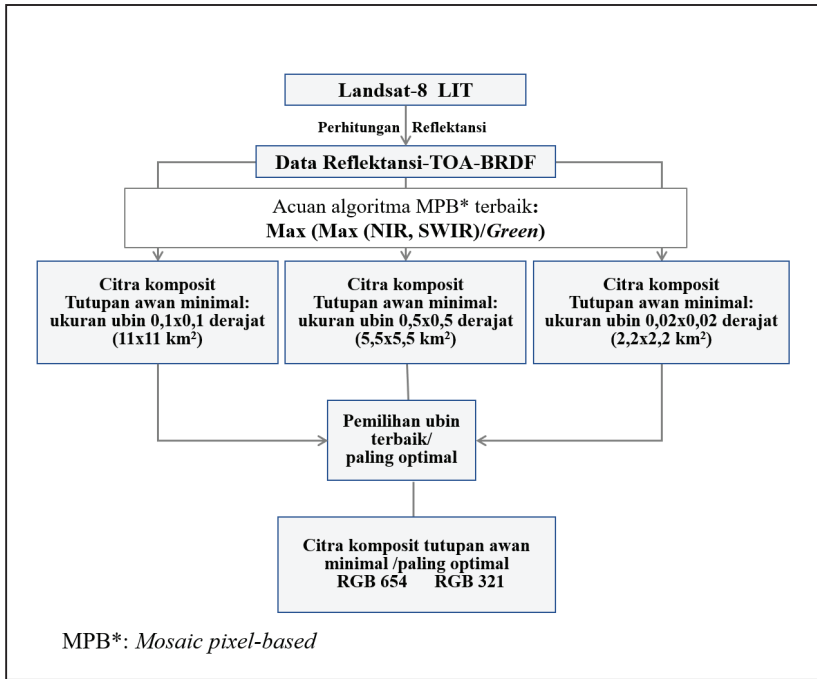 Landsat-8 LIT
Perhitungan Reflektansi
Data Reflektansi-TOA-BRDF
Acuan algoritma MPB* terbaik:
Max (Max (NIR, SWIR)/Green)
Citra komposit
Tutupan awan minimal:
ukuran ubin 0,1x0,1 derajat
(11x11 km²)
Citra komposit
Tutupan awan minimal:
ukuran ubin 0,5x0,5 derajat
(5,5x5,5 km²)
Citra komposit
Tutupan awan minimal:
ukuran ubin 0,02x0,02 derajat
(2,2x2,2 km²)
Pemilihan ubin
terbaik/
paling optimal
Citra komposit tutupan awan
minimal /paling optimal
RGB 654 RGB 321
MPB*: Mosaic pixel-based